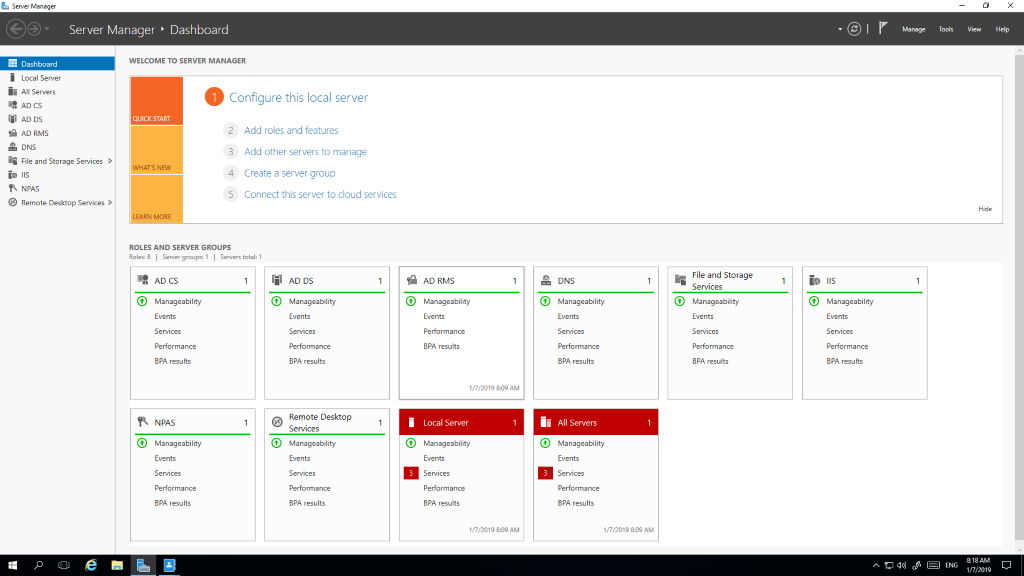 Server Manager
Server Manager ‣ Dashboard
Manage Tools View Help
Dashboard
Local Server
All Servers
AD CS
AD DS
AD RMS
DNS
File and Storage Services
IIS
NPAS
Remote Desktop Services
WELCOME TO SERVER MANAGER
QUICK START
WHAT'S NEW
LEARN MORE
1 Configure this local server
2 Add roles and features
3 Add other servers to manage
4 Create a server group
5 Connect this server to cloud services
Hide
ROLES AND SERVER GROUPS
Roles: 8 | Server groups: 1 | Servers total: 1
AD CS 1
Manageability
Events
Services
Performance
BPA results
AD DS 1
Manageability
Events
Services
Performance
BPA results
AD RMS 1
Manageability
Events
Performance
BPA results
1/7/2019 8:09 AM
DNS 1
Manageability
Events
Services
Performance
BPA results
File and Storage
Services 1
Manageability
Events
Services
Performance
BPA results
IIS 1
Manageability
Events
Services
Performance
BPA results
NPAS 1
Manageability
Events
Services
Performance
BPA results
Remote Desktop
Services 1
Manageability
Events
Services
Performance
BPA results
Local Server 1
Manageability
Events
3 Services
Performance
BPA results
1/7/2019 8:09 AM
All Servers 1
Manageability
Events
3 Services
Performance
BPA results
1/7/2019 8:09 AM
ENG
8:18 AM
1/7/2019